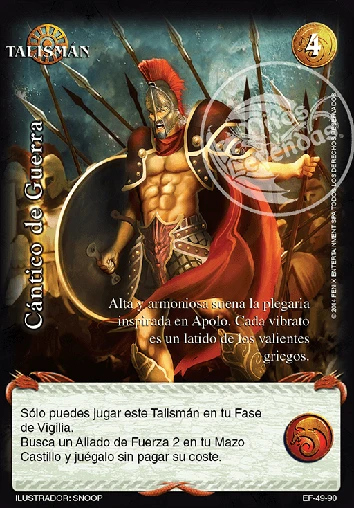 TALISMÁN
4
Cántico de Guerra
Alta y armoniosa suena la plegaria
inspirada en Apolo. Cada vibrato
es un latido de los valientes
griegos.
Sólo puedes jugar este Talismán en tu Fase
de Vigilia.
Busca un Aliado de Fuerza 2 en tu Mazo
Castillo y juégalo sin pagar su coste.
ILUSTRADOR: SNOOP
EF-49-90